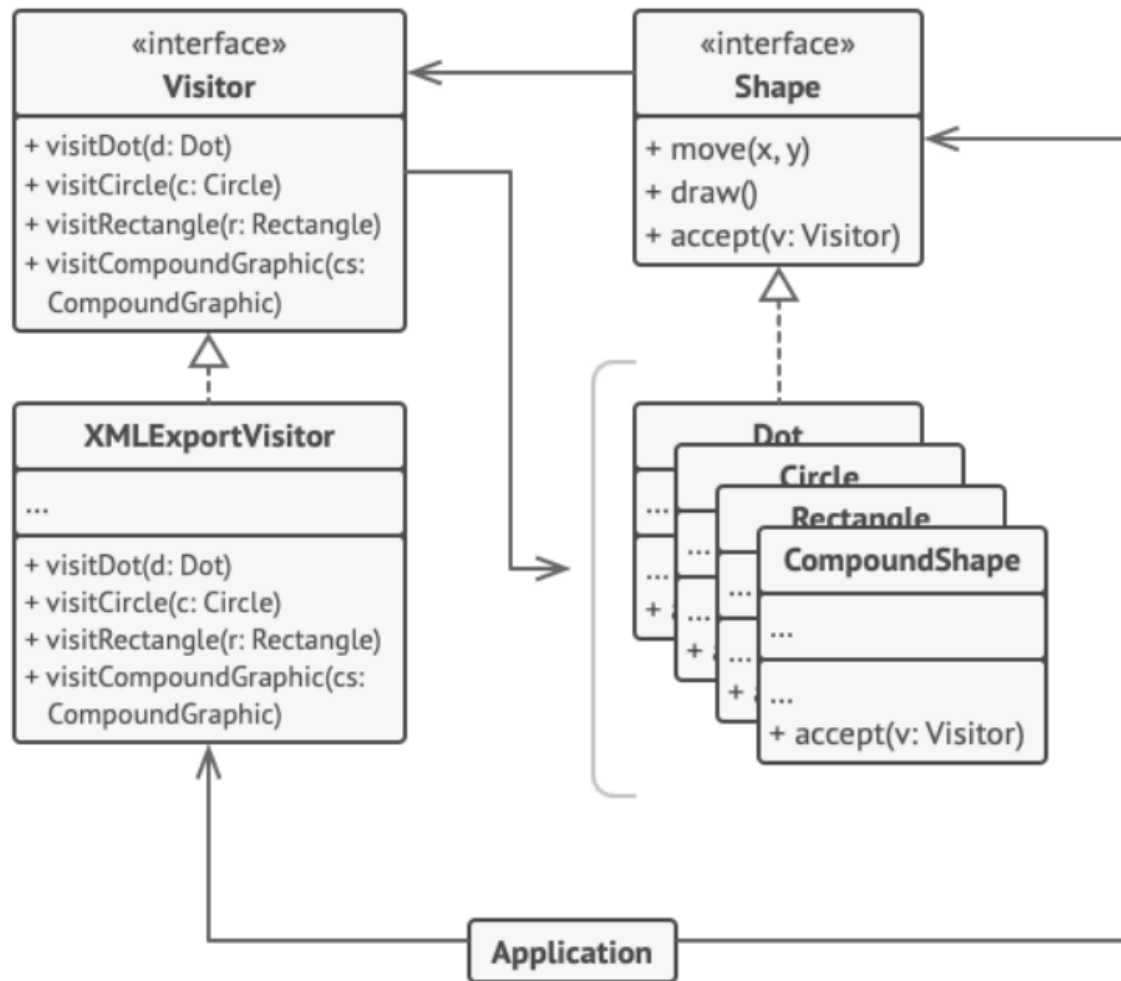 «interface»
Visitor
+ visitDot(d: Dot)
+ visitCircle(c: Circle)
+ visitRectangle(r: Rectangle)
+ visitCompoundGraphic(cs:
CompoundGraphic)
«interface»
Shape
+ move(x, y)
+ draw()
+ accept(v: Visitor)
XMLExportVisitor
...
+ visitDot(d: Dot)
+ visitCircle(c: Circle)
+ visitRectangle(r: Rectangle)
+ visitCompoundGraphic(cs:
CompoundGraphic)
Dot
...
...
+
Circle
...
...
+
Rectangle
...
...
+
CompoundShape
...
...
+ accept(v: Visitor)
Application